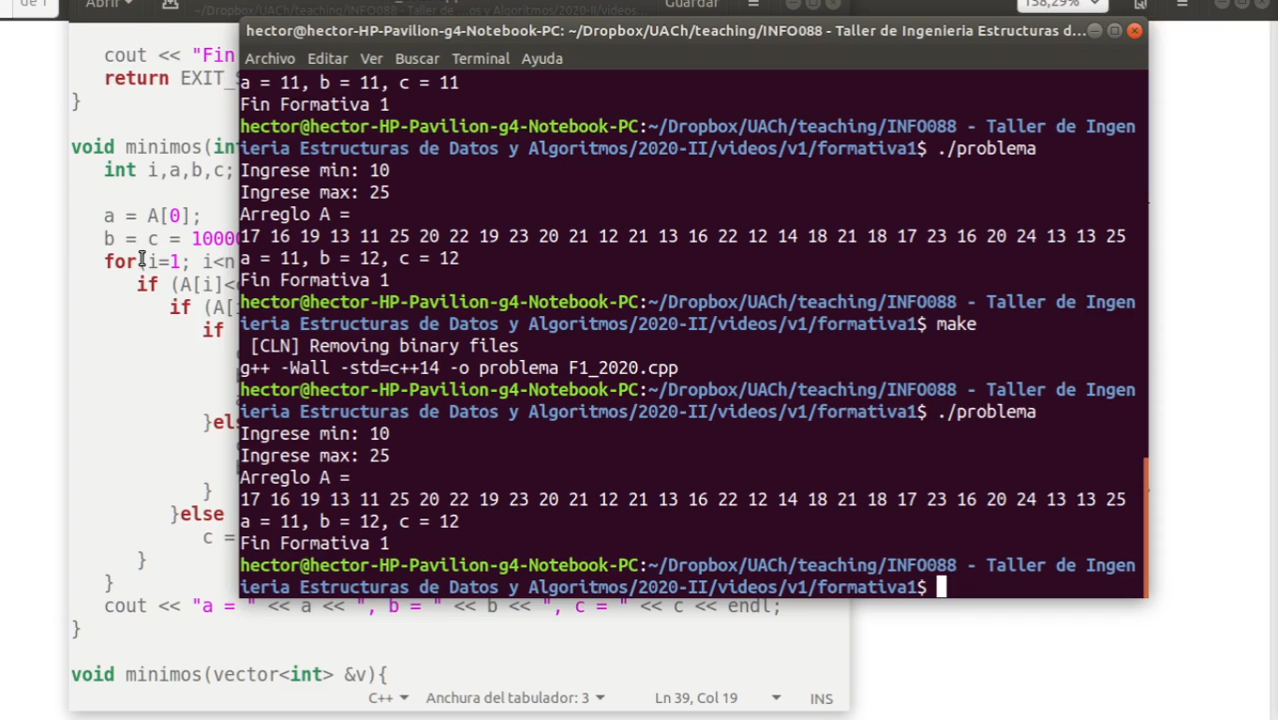 de 1
Abrir
Guardar
138,29%
hector@hector-HP-Pavilion-g4-Notebook-PC: ~/Dropbox/UACh/teaching/INFO088 - Taller de Ingenieria Estructuras d...
Archivo Editar Ver Buscar Terminal Ayuda
a = 11, b = 11, c = 11
Fin Formativa 1
hector@hector-HP-Pavilion-g4-Notebook-PC:~/Dropbox/UACh/teaching/INFO088 - Taller de Ingen
ieria Estructuras de Datos y Algoritmos/2020-II/videos/v1/formativa1$ ./problema
Ingrese min: 10
Ingrese max: 25
Arreglo A =
17 16 19 13 11 25 20 22 19 23 20 21 12 21 13 16 22 12 14 18 21 18 17 23 16 20 24 13 13 25
a = 11, b = 12, c = 12
Fin Formativa 1
hector@hector-HP-Pavilion-g4-Notebook-PC:~/Dropbox/UACh/teaching/INFO088 - Taller de Ingen
ieria Estructuras de Datos y Algoritmos/2020-II/videos/v1/formativa1$ make
[CLN] Removing binary files
g++ -Wall -std=c++14 -o problema F1_2020.cpp
hector@hector-HP-Pavilion-g4-Notebook-PC:~/Dropbox/UACh/teaching/INFO088 - Taller de Ingen
ieria Estructuras de Datos y Algoritmos/2020-II/videos/v1/formativa1$ ./problema
Ingrese min: 10
Ingrese max: 25
Arreglo A =
17 16 19 13 11 25 20 22 19 23 20 21 12 21 13 16 22 12 14 18 21 18 17 23 16 20 24 13 13 25
a = 11, b = 12, c = 12
Fin Formativa 1
hector@hector-HP-Pavilion-g4-Notebook-PC:~/Dropbox/UACh/teaching/INFO088 - Taller de Ingen
ieria Estructuras de Datos y Algoritmos/2020-II/videos/v1/formativa1$
cout << "Fin
return EXIT_
}
void minimos(in
int i,a,b,c;
a = A[0];
b = c = 1000
for(i=1; i<n
if (A[i]<
if (A[
if
}els
}
}else
c =
}
}
cout << "a = " << a << ", b = " << b << ", c = " << c << endl;
}
void minimos(vector<int> &v){
C++ Anchura del tabulador: 3 Ln 39, Col 19 INS